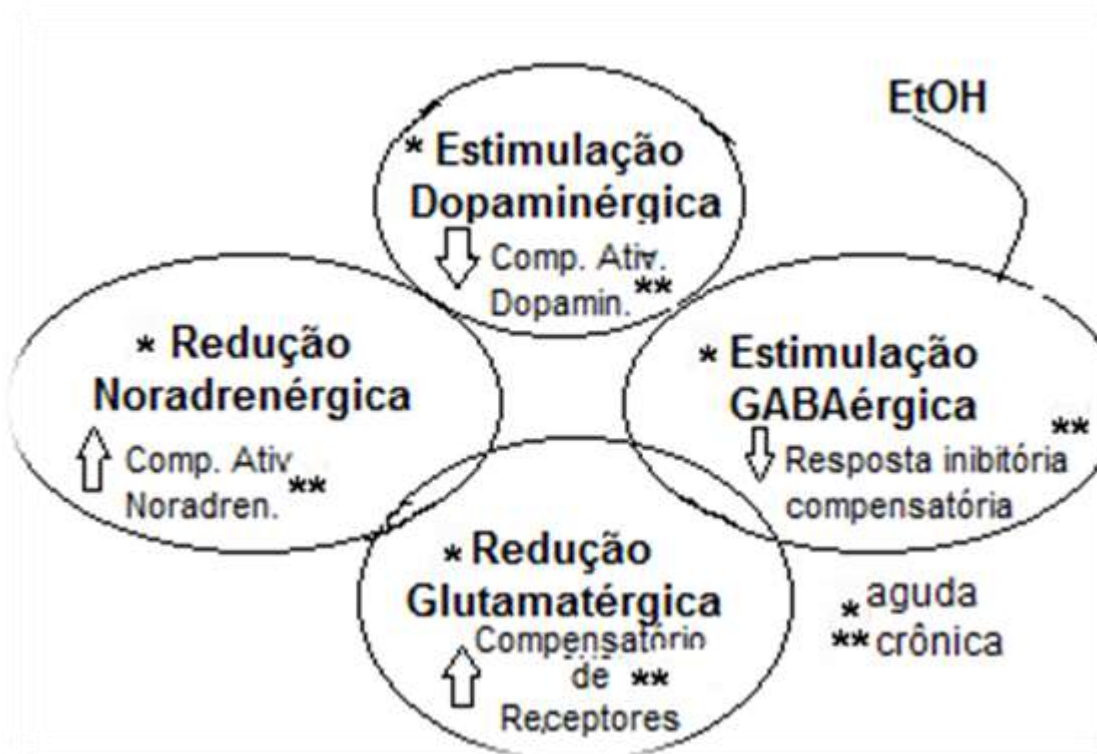 EtOH
* Estimulação
Dopaminérgica
Comp. Ativ.
Dopamin. **
* Redução
Noradrenérgica
Comp. Ativ
Noradren. **
* Estimulação
GABAérgica
**
Resposta inibitória
compensatória
* Redução
Glutamatérgica
Compensatório
de **
Receptores
* aguda
** crônica